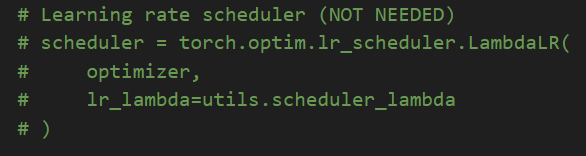 # Learning rate scheduler (NOT NEEDED)
# scheduler = torch.optim.lr_scheduler.LambdaLR(
#     optimizer,
#     lr_lambda=utils.scheduler_lambda
# )